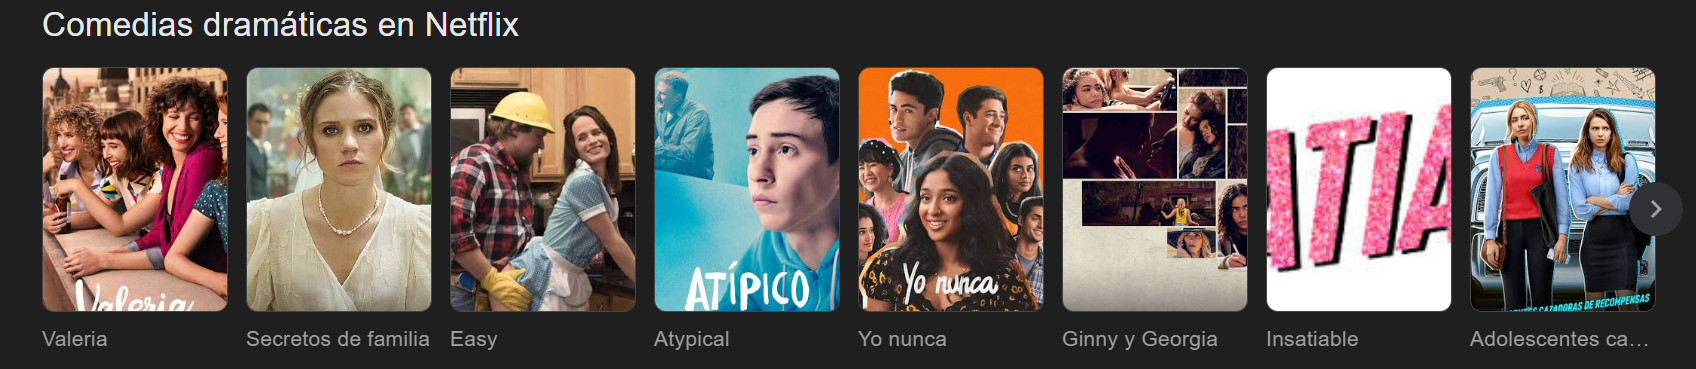 Comedias dramáticas en Netflix
Valeria
ATÍPICO
Yo nunca
ATIA
CAZADORAS DE RECOMPENSAS
Valeria
Secretos de familia
Easy
Atypical
Yo nunca
Ginny y Georgia
Insatiable
Adolescentes ca...